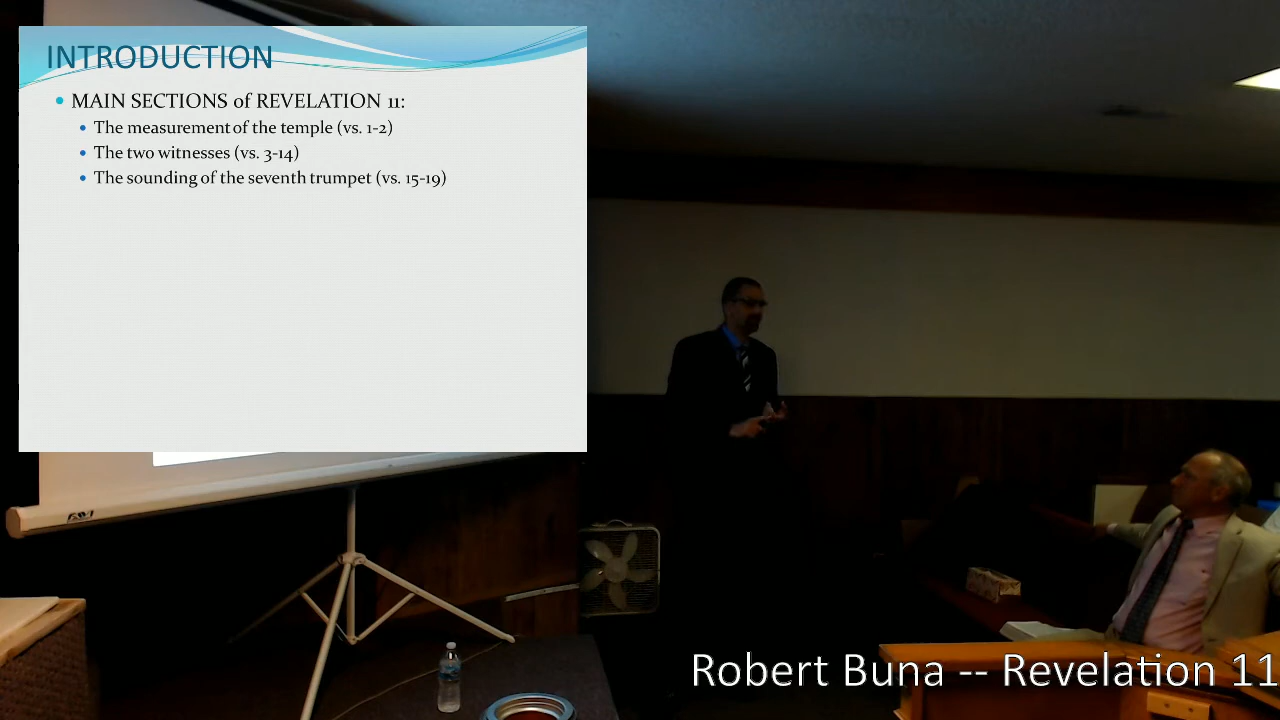 INTRODUCTION
MAIN SECTIONS of REVELATION 11:
The measurement of the temple (vs. 1-2)
The two witnesses (vs. 3-14)
The sounding of the seventh trumpet (vs. 15-19)
Robert Buna -- Revelation 11